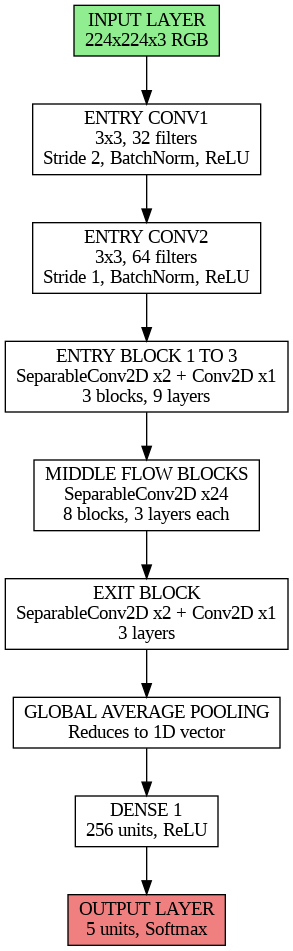 INPUT LAYER
224x224x3 RGB
ENTRY CONV1
3x3, 32 filters
Stride 2, BatchNorm, ReLU
ENTRY CONV2
3x3, 64 filters
Stride 1, BatchNorm, ReLU
ENTRY BLOCK 1 TO 3
SeparableConv2D x2 + Conv2D x1
3 blocks, 9 layers
MIDDLE FLOW BLOCKS
SeparableConv2D x24
8 blocks, 3 layers each
EXIT BLOCK
SeparableConv2D x2 + Conv2D x1
3 layers
GLOBAL AVERAGE POOLING
Reduces to 1D vector
DENSE 1
256 units, ReLU
OUTPUT LAYER
5 units, Softmax